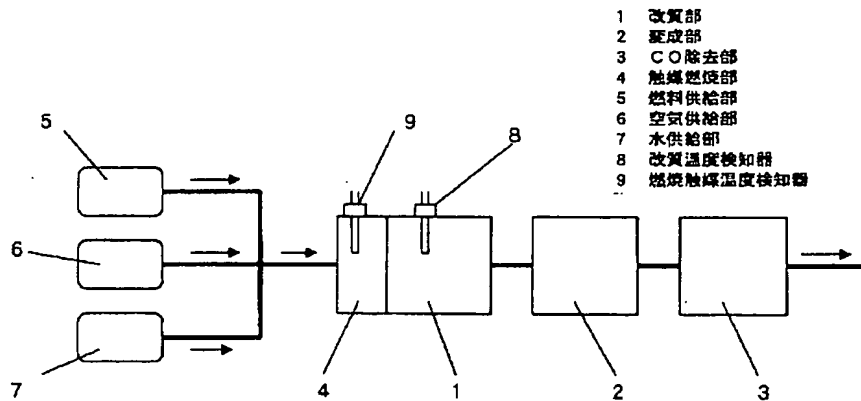 1 改質部
2 変成部
3 ＣＯ除去部
4 触媒燃焼部
5 燃料供給部
6 空気供給部
7 水供給部
8 改質温度検知器
9 燃焼触媒温度検知器
5
9
8
6
7
4
1
2
3